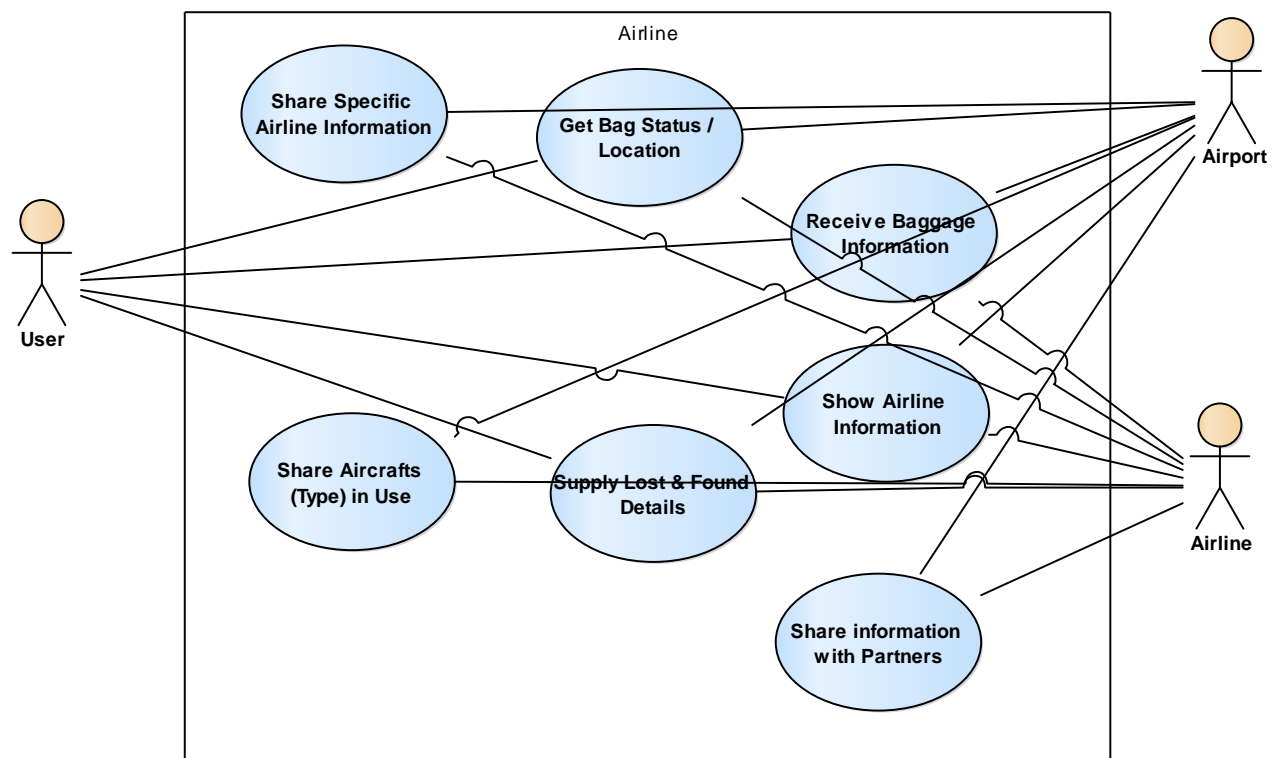 Airline
Share Specific
Airline Information
Get Bag Status /
Location
Airport
Receive Baggage
Information
User
Show Airline
Information
Share Aircrafts
(Type) in Use
Supply Lost & Found
Details
Airline
Share information
with Partners